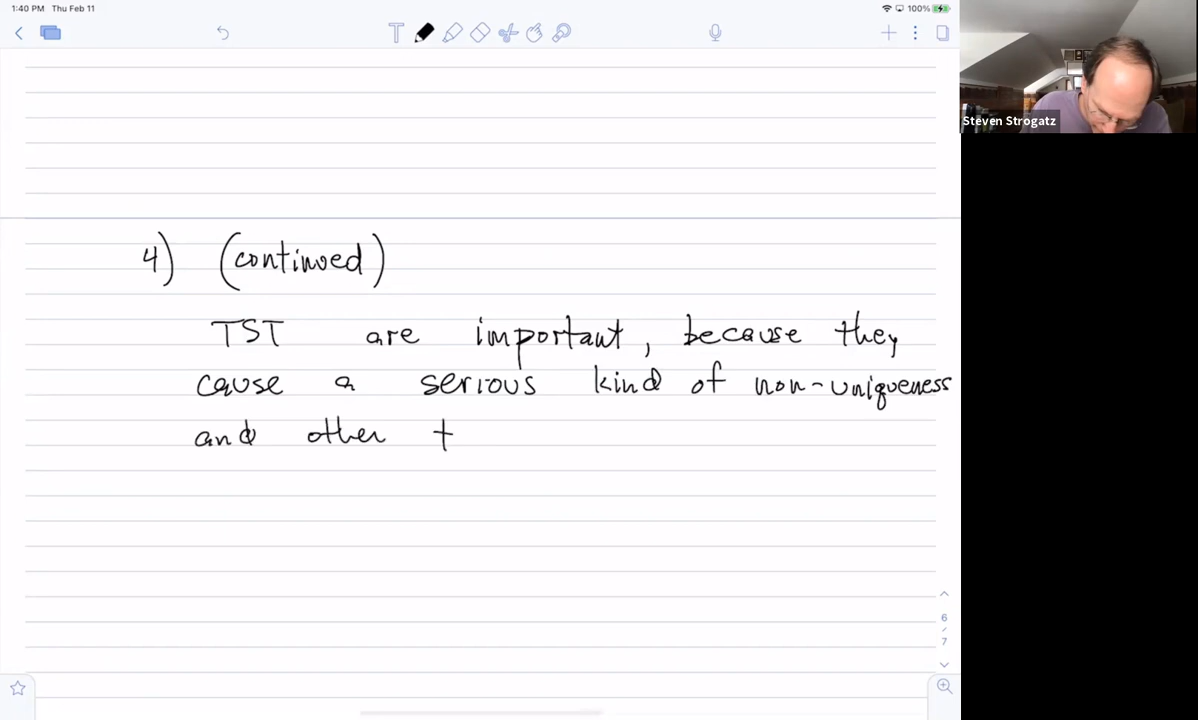 1:40 PM Thu Feb 11
100%
Steven Strogatz
4) (continued)
TST are important, because they
cause a serious kind of non-uniqueness
and other t
6
/
7